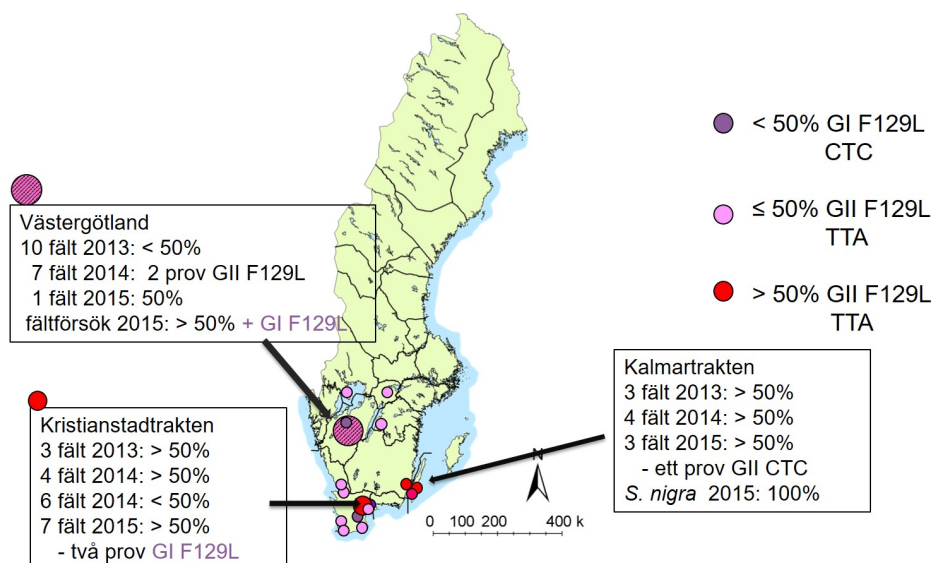 < 50% GI F129L
CTC
≤ 50% GII F129L
TTA
> 50% GII F129L
TTA
Västergötland
10 fält 2013: < 50%
7 fält 2014: 2 prov GII F129L
1 fält 2015: 50%
fältförsök 2015: > 50% + GI F129L
Kalmartrakten
3 fält 2013: > 50%
4 fält 2014: > 50%
3 fält 2015: > 50%
- ett prov GII CTC
S. nigra 2015: 100%
Kristianstadtrakten
3 fält 2013: > 50%
4 fält 2014: > 50%
6 fält 2014: < 50%
7 fält 2015: > 50%
- två prov GI F129L
N
0 100 200 400 k